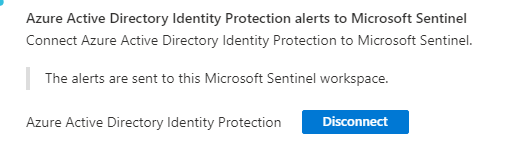 Azure Active Directory Identity Protection alerts to Microsoft Sentinel
Connect Azure Active Directory Identity Protection to Microsoft Sentinel.
The alerts are sent to this Microsoft Sentinel workspace.
Azure Active Directory Identity Protection Disconnect